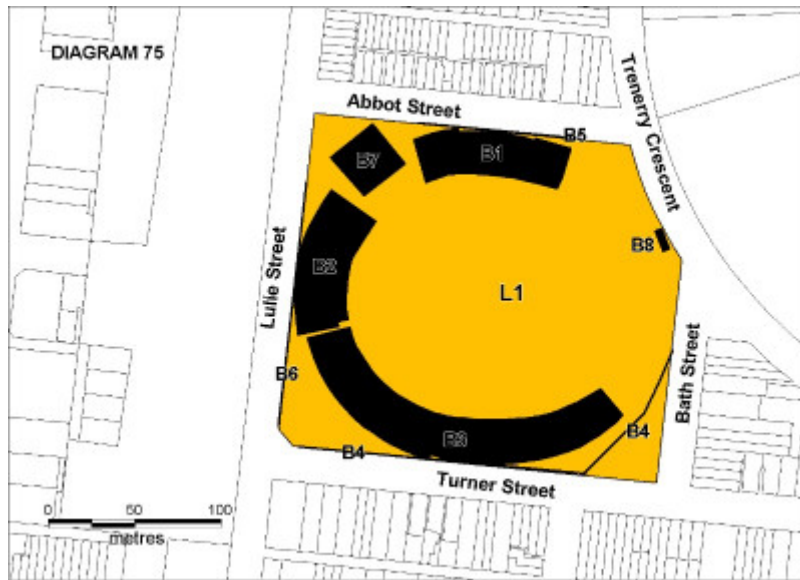 DIAGRAM 75
Abbot Street
Trenerry Crescent
B5
B1
B7
B8
B2
Lulie Street
L1
B6
Bath Street
B4
B3
B4
Turner Street
0 50 100
metres